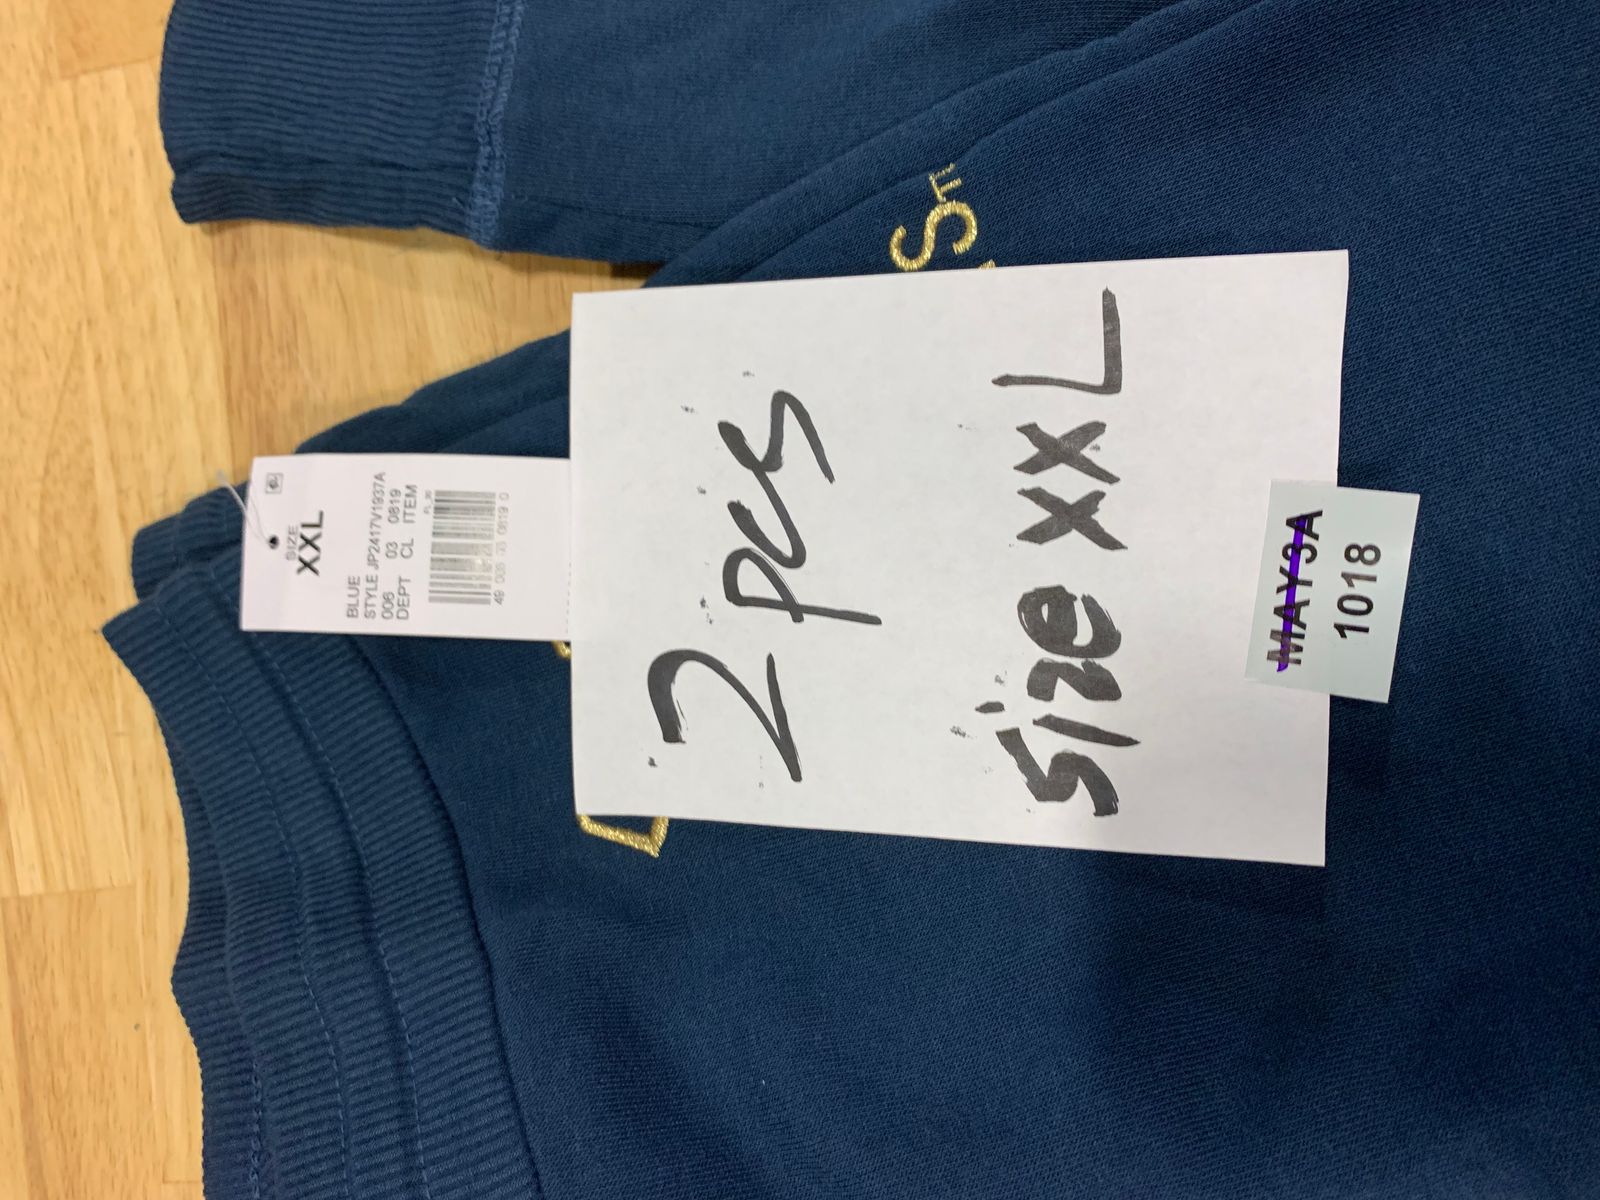 SIZE
XXL
BLUE
STYLE JP2417V1937A
006 03 0819
DEPT CL ITEM
2 pcs
Size XXL
MAY3A
1018
S